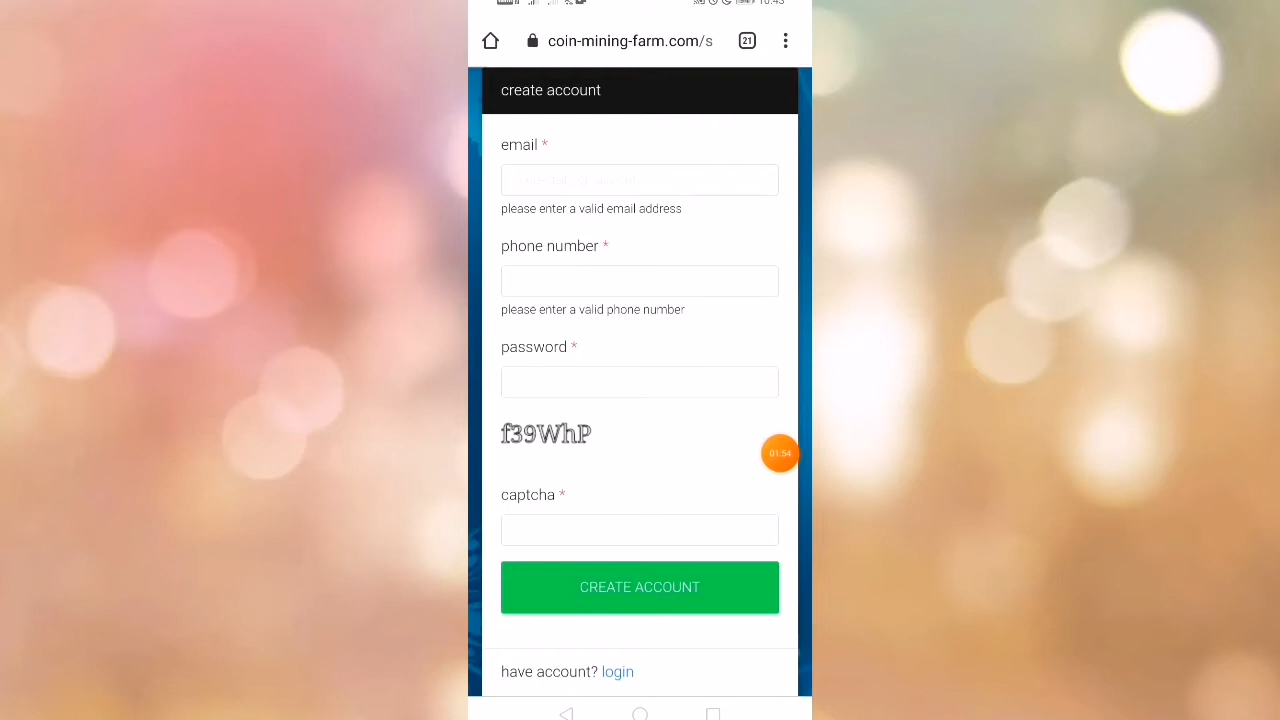 coin-mining-farm.com/s
21
create account
email *
please enter a valid email address
phone number *
please enter a valid phone number
password *
f39WhP
01:54
captcha *
CREATE ACCOUNT
have account? login